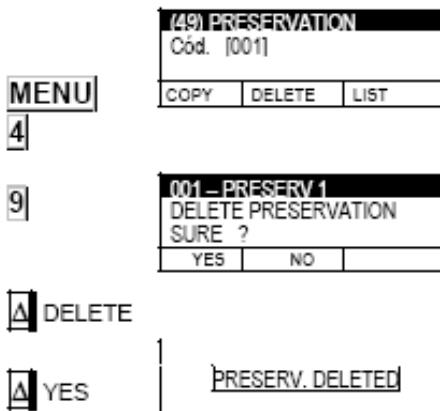 (49) PRESERVATION
Cód. [001]
MENU
COPY DELETE LIST
4
9
001 – PRESERV 1
DELETE PRESERVATION
SURE ?
YES NO
Δ DELETE
Δ YES
PRESERV. DELETED